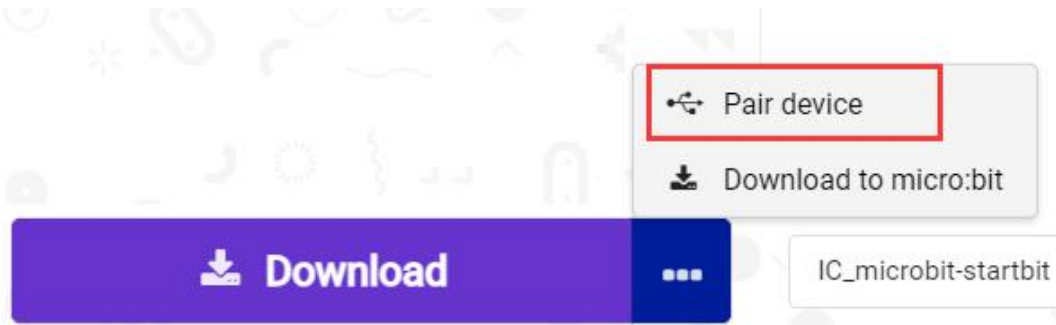 Pair device
Download to micro:bit
Download
IC_microbit-startbit